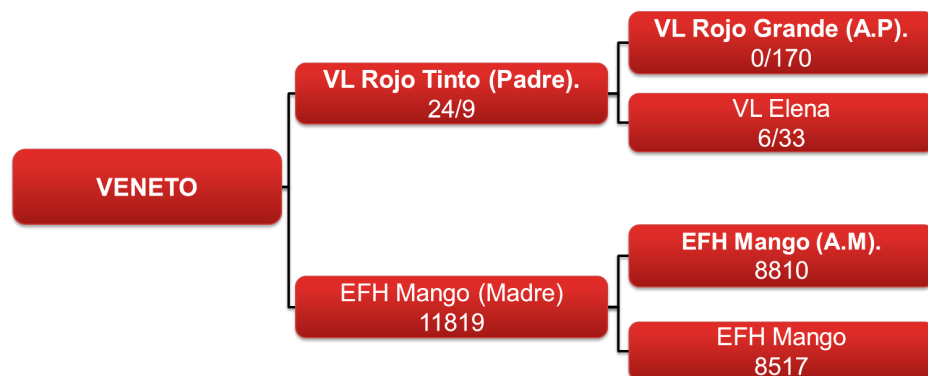 VL Rojo Grande (A.P).
0/170
VL Rojo Tinto (Padre).
24/9
VL Elena
6/33
VENETO
EFH Mango (A.M).
8810
EFH Mango (Madre)
11819
EFH Mango
8517